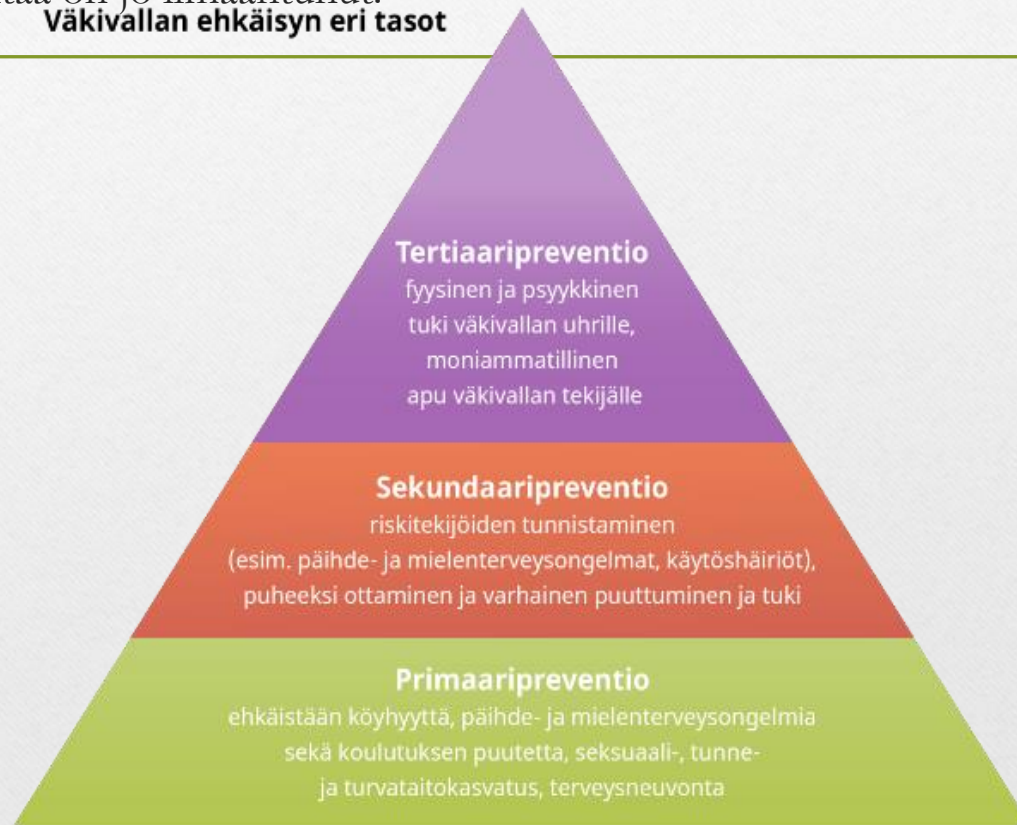 on jo
Väkivallan ehkäisyn eri tasot
Tertiaaripreventio
fyysinen ja psyykkinen
tuki väkivallan uhrille,
moniammatillinen
apu väkivallan tekijälle
Sekundaaripreventio
riskitekijöiden tunnistaminen
(esim. päihde- ja mielenterveysongelmat, käytöshäiriöt),
puheeksi ottaminen ja varhainen puuttuminen ja tuki
Primaaripreventio
ehkäistään köyhyyttä, päihde- ja mielenterveysongelmia
sekä koulutuksen puutetta, seksuaali-, tunne-
ja turvataitokasvatus, terveysneuvonta